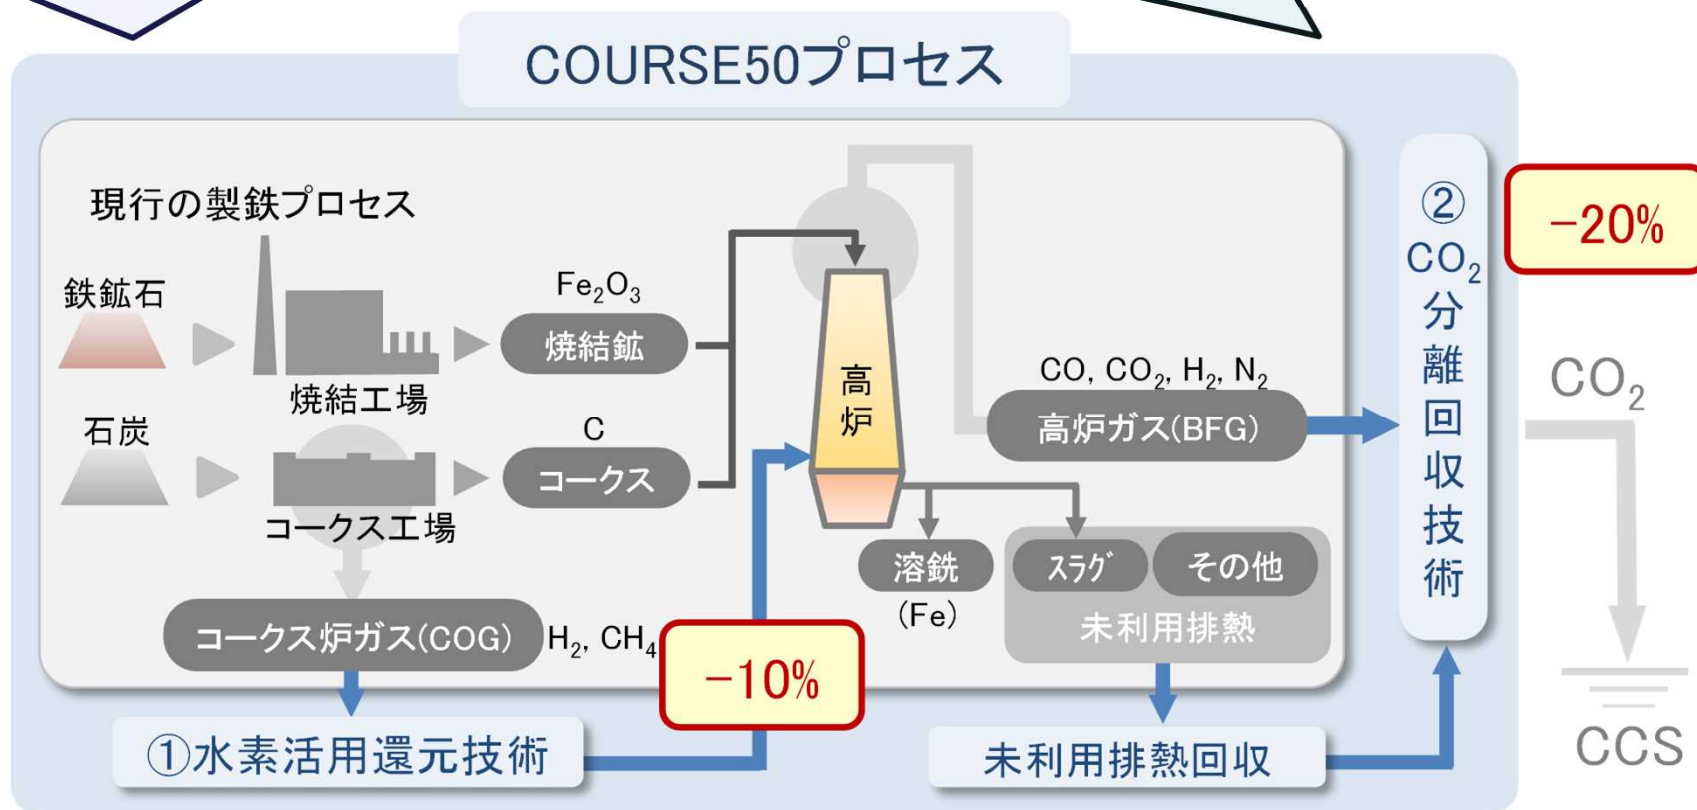 COURSE50プロセス
現行の製鉄プロセス
鉄鉱石
焼結工場
Fe₂O₃
焼結鉱
石炭
コークス工場
C
コークス
高炉
CO, CO₂, H₂, N₂
高炉ガス(BFG)
溶銑
(Fe)
スラグ
その他
未利用排熱
コークス炉ガス(COG)
H₂, CH₄
−10%
①水素活用還元技術
未利用排熱回収
②CO₂分離回収技術
−20%
CO₂
CCS